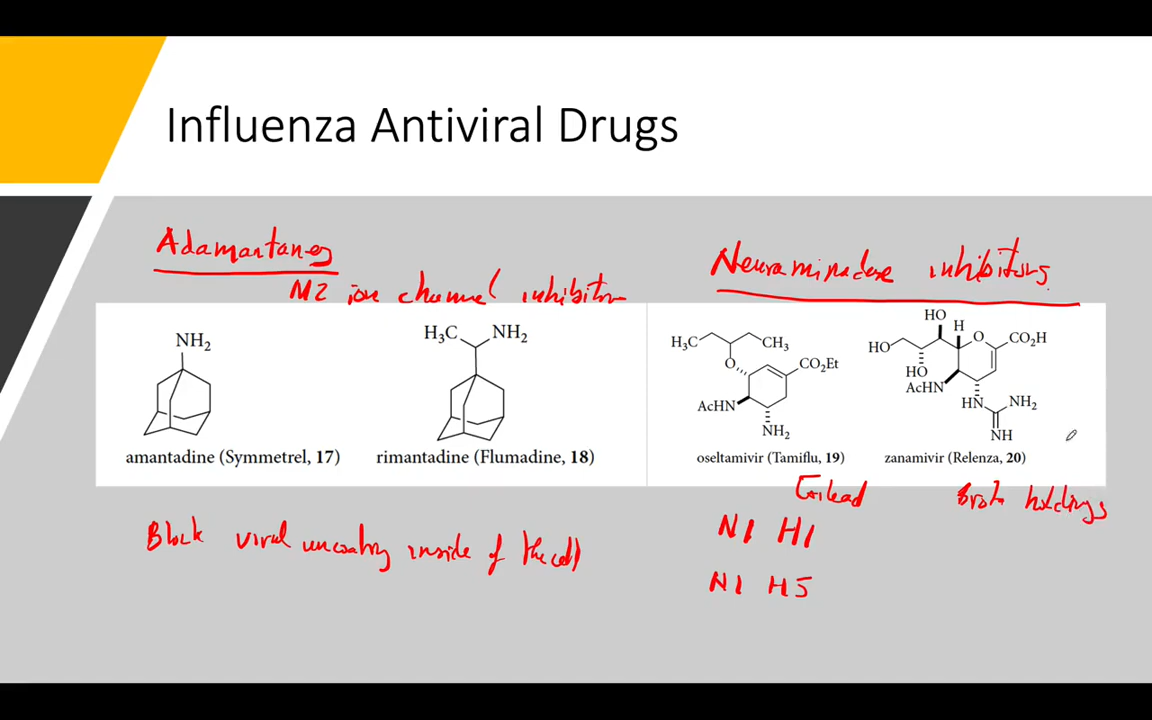 Influenza Antiviral Drugs
Adamantanes
M2 ion channel inhibitor
Neuraminadase inhibitors
NH₂
H₃C NH₂
H₃C CH₃
O
CO₂Et
AcHN
NH₂
HO
H
O
CO₂H
HO
HO
AcHN
HN NH₂
NH
amantadine (Symmetrel, 17)
rimantadine (Flumadine, 18)
oseltamivir (Tamiflu, 19)
zanamivir (Relenza, 20)
Gilead
holdings
Block viral uncoating inside of the cell
N1 H1
N1 H5